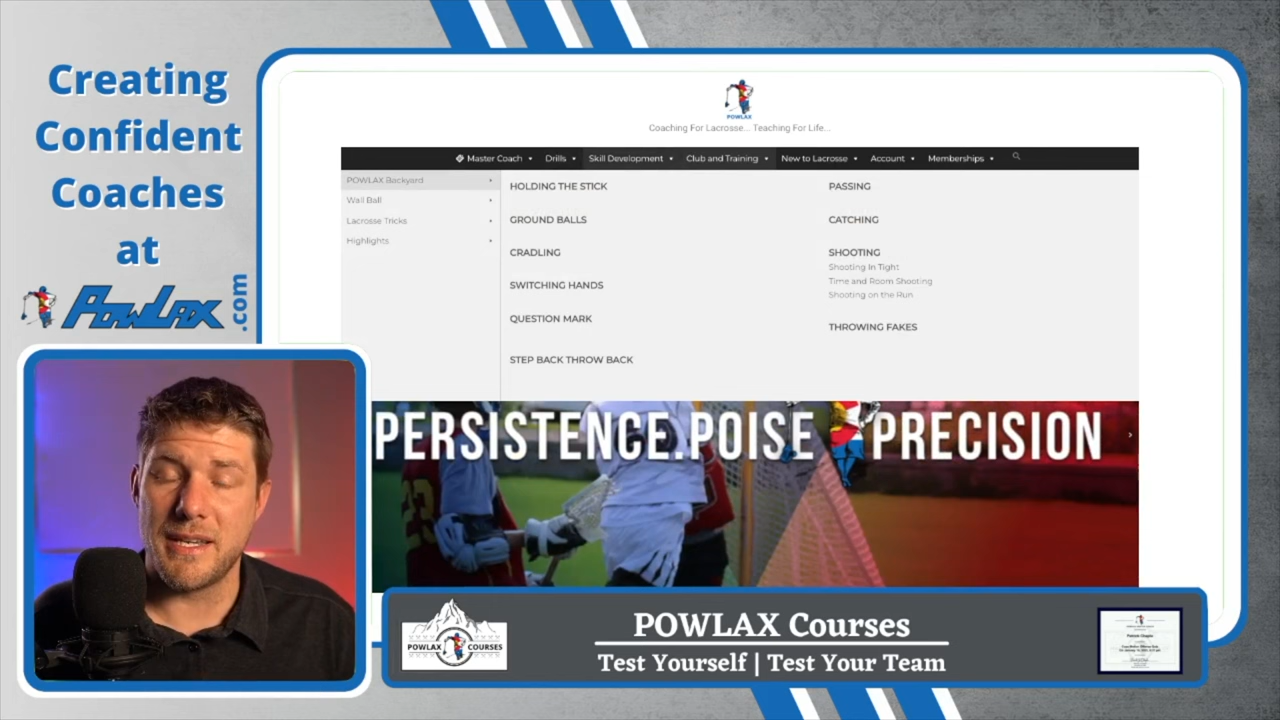 Creating
Confident
Coaches
at
POWLAX
.com
POWLAX
Coaching For Lacrosse... Teaching For Life...
Master Coach Drills Skill Development Club and Training New to Lacrosse Account Memberships
POWLAX Backyard
Wall Ball
Lacrosse Tricks
Highlights
HOLDING THE STICK
GROUND BALLS
CRADLING
SWITCHING HANDS
QUESTION MARK
STEP BACK THROW BACK
PASSING
CATCHING
SHOOTING
Shooting In Tight
Time and Room Shooting
Shooting on the Run
THROWING FAKES
PERSISTENCE.POISE PRECISION
POWLAX COURSES
POWLAX Courses
Test Yourself | Test Your Team